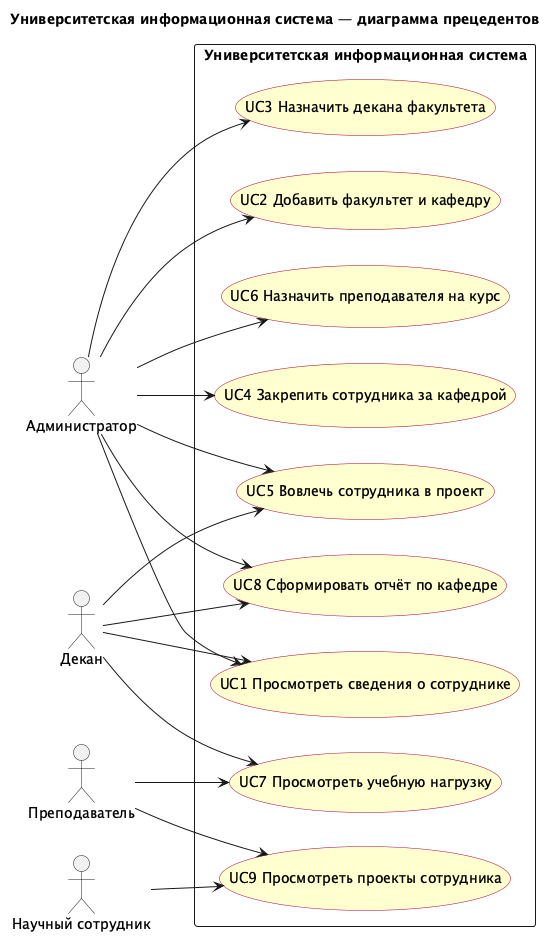 Университетская информационная система — диаграмма прецедентов
Университетская информационная система
UC3 Назначить декана факультета
UC2 Добавить факультет и кафедру
UC6 Назначить преподавателя на курс
UC4 Закрепить сотрудника за кафедрой
Администратор
UC5 Вовлечь сотрудника в проект
UC8 Сформировать отчёт по кафедре
Декан
UC1 Просмотреть сведения о сотруднике
UC7 Просмотреть учебную нагрузку
Преподаватель
UC9 Просмотреть проекты сотрудника
Научный сотрудник